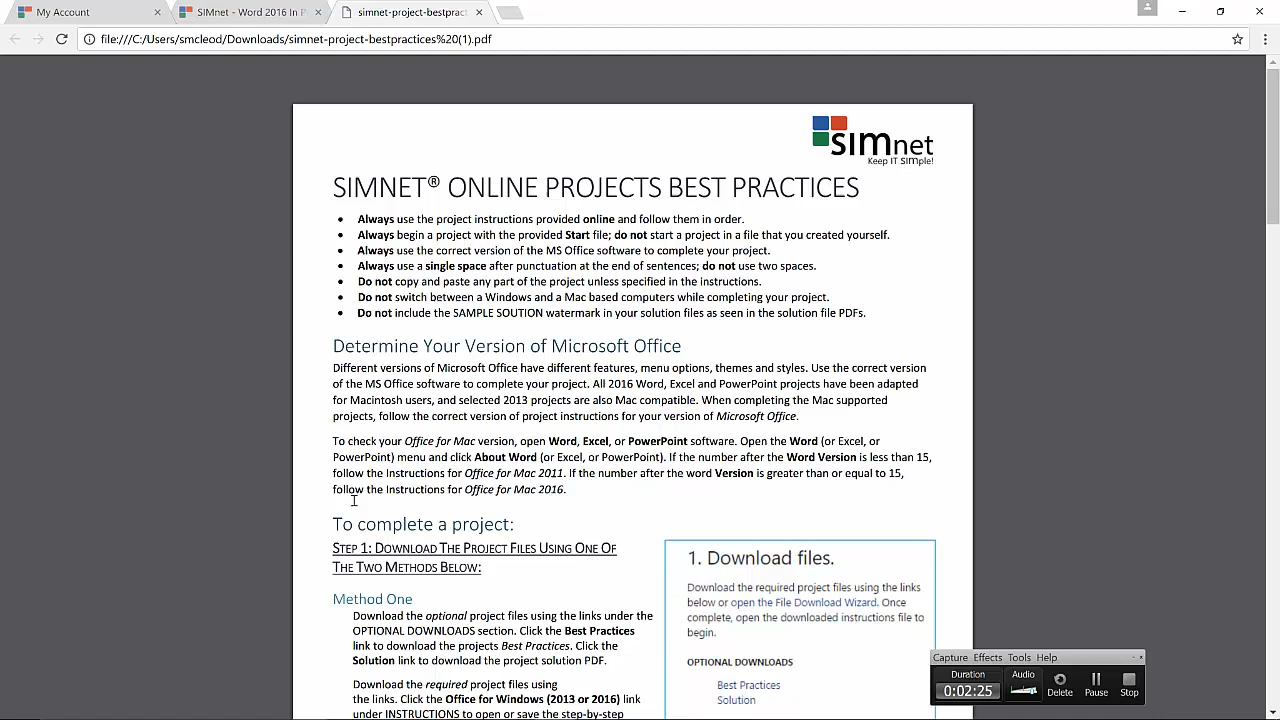 My Account
SIMnet - Word 2016 In P
simnet-project-bestpract
file:///C:/Users/smcleod/Downloads/simnet-project-bestpractices%20(1).pdf
simnet
Keep IT SIMple!
SIMNET® ONLINE PROJECTS BEST PRACTICES
• Always use the project instructions provided online and follow them in order.
• Always begin a project with the provided Start file; do not start a project in a file that you created yourself.
• Always use the correct version of the MS Office software to complete your project.
• Always use a single space after punctuation at the end of sentences; do not use two spaces.
• Do not copy and paste any part of the project unless specified in the instructions.
• Do not switch between a Windows and a Mac based computers while completing your project.
• Do not include the SAMPLE SOUTION watermark in your solution files as seen in the solution file PDFs.
Determine Your Version of Microsoft Office
Different versions of Microsoft Office have different features, menu options, themes and styles. Use the correct version
of the MS Office software to complete your project. All 2016 Word, Excel and PowerPoint projects have been adapted
for Macintosh users, and selected 2013 projects are also Mac compatible. When completing the Mac supported
projects, follow the correct version of project instructions for your version of Microsoft Office.
To check your Office for Mac version, open Word, Excel, or PowerPoint software. Open the Word (or Excel, or
PowerPoint) menu and click About Word (or Excel, or PowerPoint). If the number after the Word Version is less than 15,
follow the Instructions for Office for Mac 2011. If the number after the word Version is greater than or equal to 15,
follow the Instructions for Office for Mac 2016.
To complete a project:
STEP 1: DOWNLOAD THE PROJECT FILES USING ONE OF
THE TWO METHODS BELOW:
Method One
Download the optional project files using the links under the
OPTIONAL DOWNLOADS section. Click the Best Practices
link to download the projects Best Practices. Click the
Solution link to download the project solution PDF.
Download the required project files using
the links. Click the Office for Windows (2013 or 2016) link
under INSTRUCTIONS to open or save the step-by-step
1. Download files.
Download the required project files using the links
below or open the File Download Wizard. Once
complete, open the downloaded instructions file to
begin.
OPTIONAL DOWNLOADS
Best Practices
Solution
Capture Effects Tools Help
Duration
0:02:25
Audio
Delete
Pause
Stop